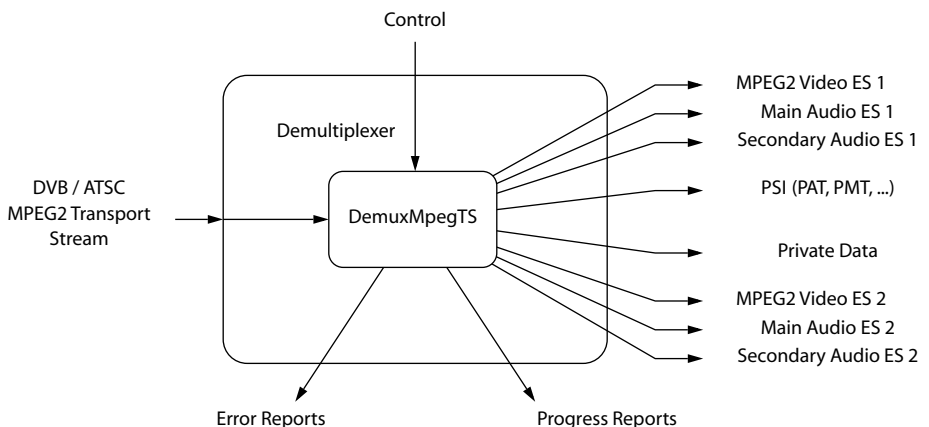 Control
Demultiplexer
DVB / ATSC
MPEG2 Transport
Stream
DemuxMpegTS
MPEG2 Video ES 1
Main Audio ES 1
Secondary Audio ES 1
PSI (PAT, PMT, ...)
Private Data
MPEG2 Video ES 2
Main Audio ES 2
Secondary Audio ES 2
Error Reports
Progress Reports